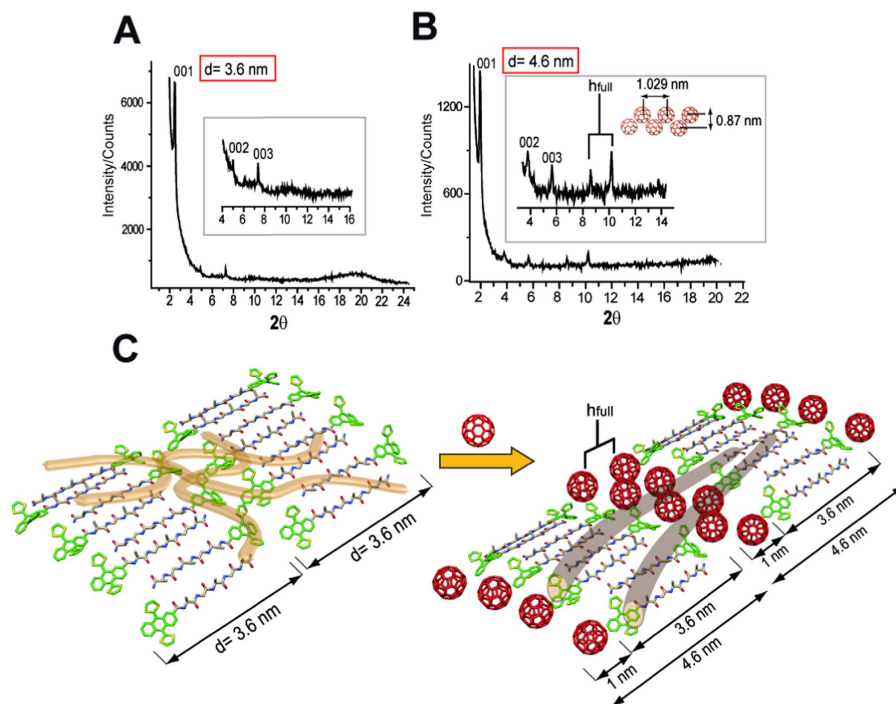 A
d= 3.6 nm
001
6000
4000
2000
Intensity/Counts
002
003
4 6 8 10 12 14 16
2 4 6 8 10 12 14 16 18 20 22 24
2θ
B
d= 4.6 nm
001
1200
600
0
Intensity/Counts
hfull
1.029 nm
0.87 nm
002
003
4 6 8 10 12 14
2 4 6 8 10 12 14 16 18 20 22
2θ
C
d= 3.6 nm
d= 3.6 nm
hfull
3.6 nm
1 nm
4.6 nm
3.6 nm
1 nm
4.6 nm